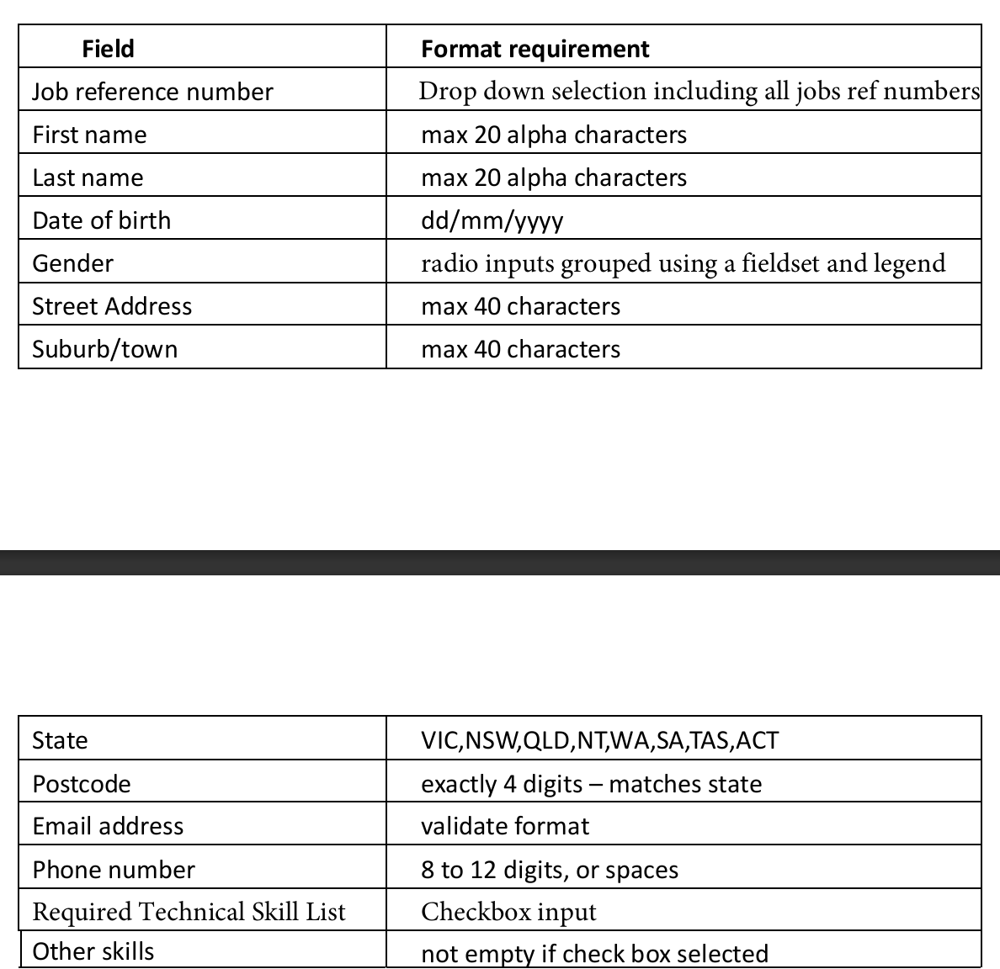 Field Format requirement
Job reference number Drop down selection including all jobs ref numbers
First name max 20 alpha characters
Last name max 20 alpha characters
Date of birth dd/mm/yyyy
Gender radio inputs grouped using a fieldset and legend
Street Address max 40 characters
Suburb/town max 40 characters
State VIC,NSW,QLD,NT,WA,SA,TAS,ACT
Postcode exactly 4 digits – matches state
Email address validate format
Phone number 8 to 12 digits, or spaces
Required Technical Skill List Checkbox input
Other skills not empty if check box selected